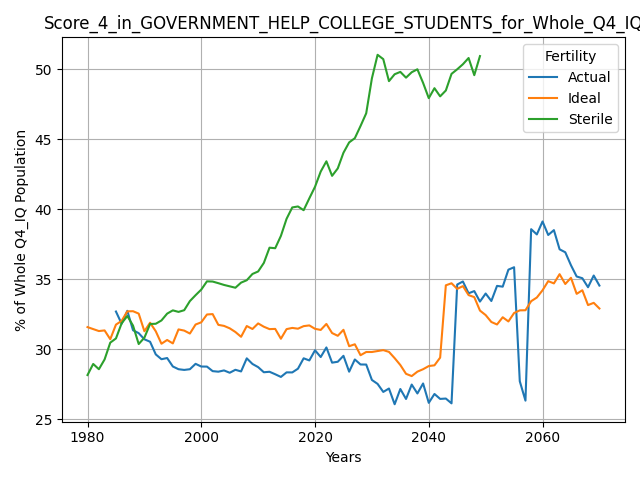 Score_4_in_GOVERNMENT_HELP_COLLEGE_STUDENTS_for_Whole_Q4_IQ
Fertility
Actual
Ideal
Sterile
% of Whole Q4_IQ Population
50
45
40
35
30
25
1980
2000
2020
2040
2060
Years